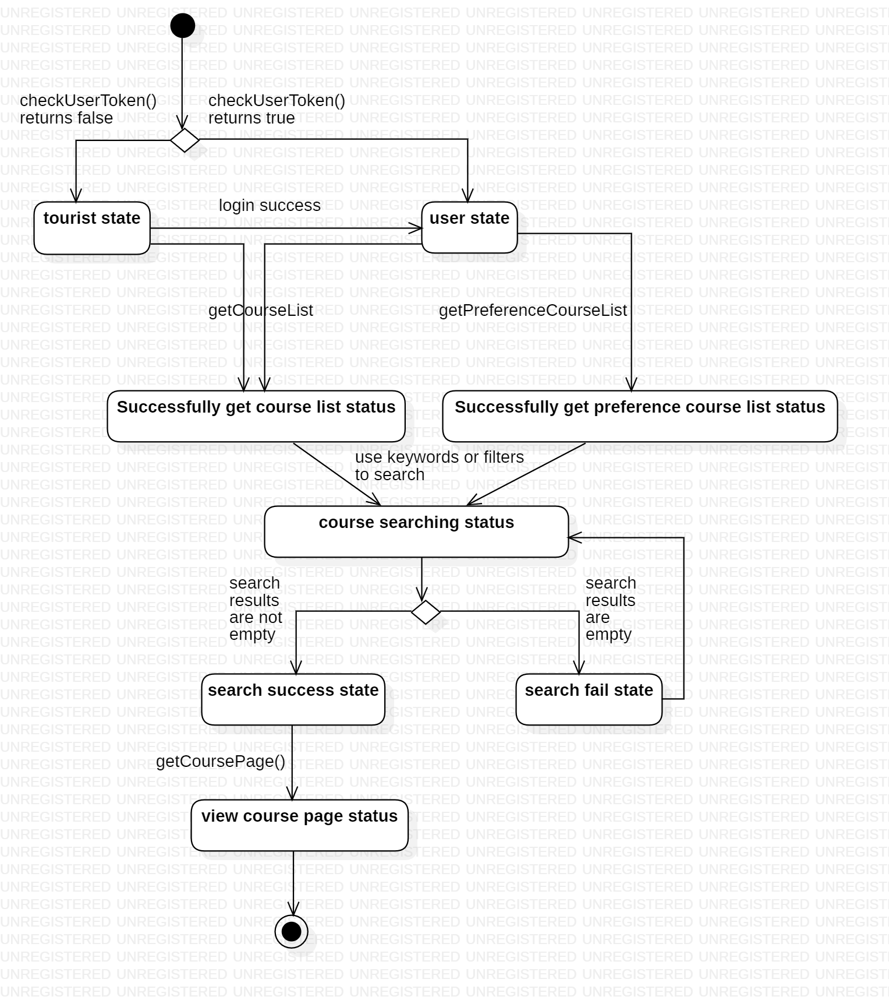 checkUserToken()
returns false
checkUserToken()
returns true
tourist state
login success
user state
getCourseList
getPreferenceCourseList
Successfully get course list status
Successfully get preference course list status
use keywords or filters
to search
course searching status
search
results
are not
empty
search
results
are
empty
search success state
search fail state
getCoursePage()
view course page status
UNREGISTERED